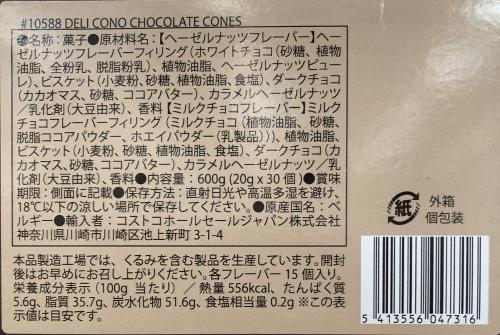 #10588 DELI CONO CHOCOLATE CONES
●名称：菓子●原材料名：【ヘーゼルナッツフレーバー】ヘー
ゼルナッツフレーバーフィリング（ホワイトチョコ（砂糖、植物
油脂、全粉乳、脱脂粉乳）、植物油脂、ヘーゼルナッツピュー
レ）、ビスケット（小麦粉、砂糖、植物油脂、食塩）、ダークチョコ
（カカオマス、砂糖、ココアバター）、カラメルヘーゼルナッツ
／乳化剤（大豆由来）、香料【ミルクチョコフレーバー】ミルク
チョコフレーバーフィリング（ミルクチョコ（植物油脂、砂糖、
脱脂ココアパウダー、ホエイパウダー（乳製品））、植物油脂）、
ビスケット（小麦粉、砂糖、植物油脂、食塩）、ダークチョコ（カ
カオマス、砂糖、ココアバター）、カラメルヘーゼルナッツ／乳
化剤（大豆由来）、香料●内容量：600g（20g x 30 個）●賞味
期限：側面に記載●保存方法：直射日光や高温多湿を避け、
18℃以下の涼しい場所で保存してください。●原産国名：ベ
ルギー●輸入者：コストコホールセールジャパン株式会社
神奈川県川崎市川崎区池上新町 3-1-4
紙
外箱
個包装
本品製造工場では、くるみを含む製品を生産しています。開封
後はお早めにお召し上がりください。各フレーバー 15 個入り。
栄養成分表示（100g 当たり）／熱量 556kcal、たんぱく質
5.6g、脂質 35.7g、炭水化物 51.6g、食塩相当量 0.2g ※この表
示値は目安です。
5 413556 047316